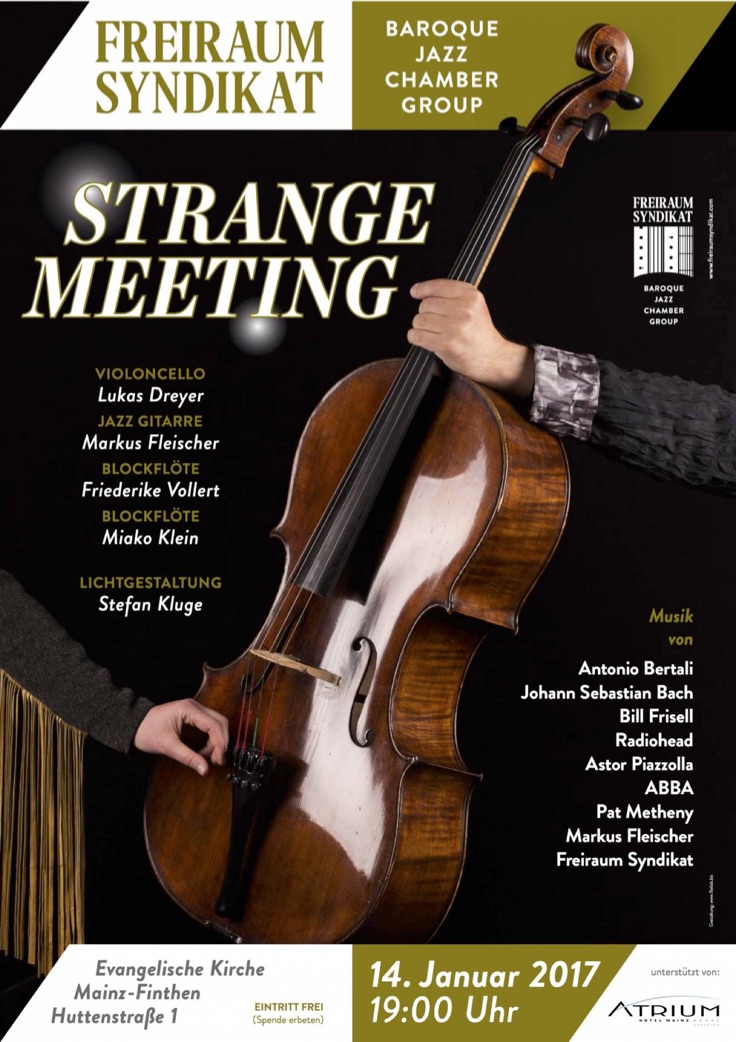 FREIRAUM
SYNDIKAT
BAROQUE
JAZZ
CHAMBER
GROUP
STRANGE
MEETING
FREIRAUM
SYNDIKAT
BAROQUE
JAZZ
CHAMBER
GROUP
www.freiraumsyndikat.com
VIOLONCELLO
Lukas Dreyer
JAZZ GITARRE
Markus Fleischer
BLOCKFLÖTE
Friederike Vollert
BLOCKFLÖTE
Miako Klein
LICHTGESTALTUNG
Stefan Kluge
Musik
von
Antonio Bertali
Johann Sebastian Bach
Bill Frisell
Radiohead
Astor Piazzolla
ABBA
Pat Metheny
Markus Fleischer
Freiraum Syndikat
Gestaltung:
Evangelische Kirche
Mainz-Finthen
Huttenstraße 1
EINTRITT FREI
(Spende erbeten)
14. Januar 2017
19:00 Uhr
unterstützt von:
ATRIUM
HOTEL MAINZ